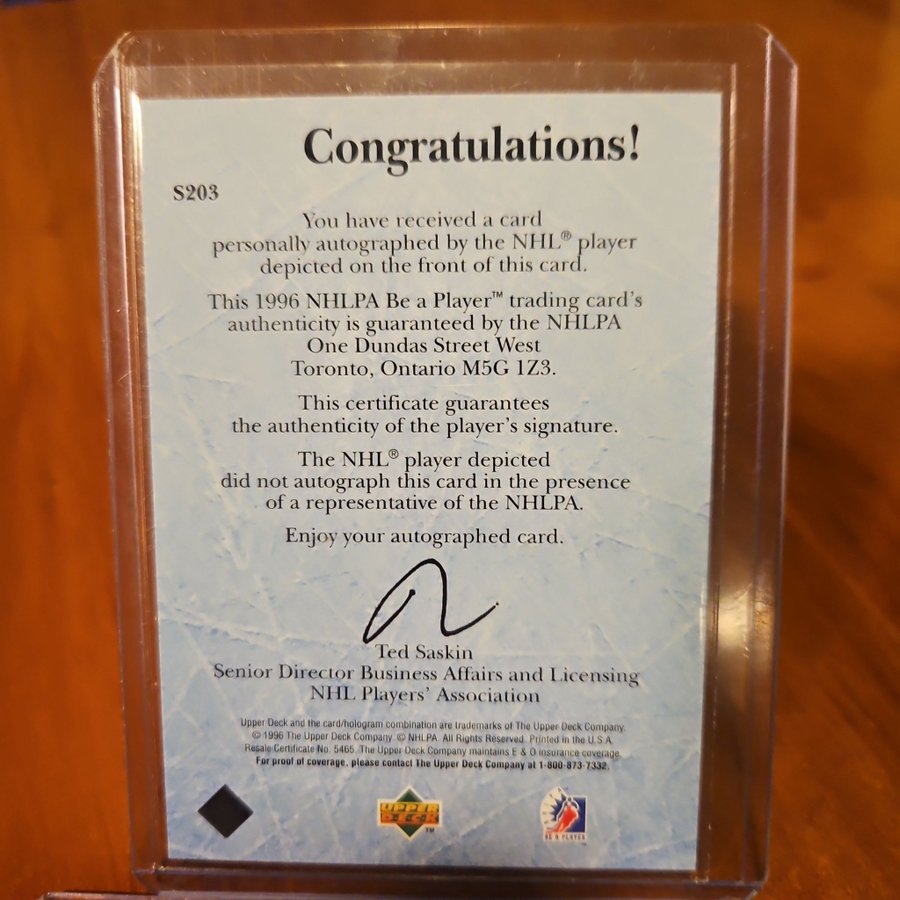 Congratulations!
S203
You have received a card
personally autographed by the NHL® player
depicted on the front of this card.
This 1996 NHLPA Be a Player™ trading card's
authenticity is guaranteed by the NHLPA
One Dundas Street West
Toronto, Ontario M5G 1Z3.
This certificate guarantees
the authenticity of the player's signature.
The NHL® player depicted
did not autograph this card in the presence
of a representative of the NHLPA.
Enjoy your autographed card.
Ted Saskin
Senior Director Business Affairs and Licensing
NHL Players' Association
Upper Deck and the card/hologram combination are trademarks of The Upper Deck Company.
© 1996 The Upper Deck Company. © NHLPA. All Rights Reserved. Printed in the U.S.A.
Resale Certificate No. 5465. The Upper Deck Company maintains E & O insurance coverage.
For proof of coverage, please contact The Upper Deck Company at 1-800-873-7332.
UPPER
DECK
™
BE A PLAYER
™